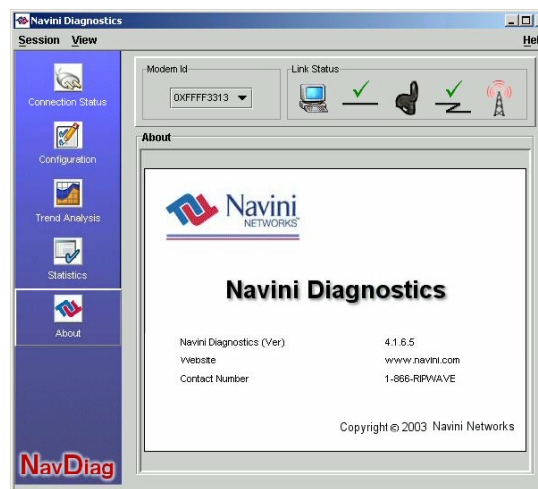 Navini Diagnostics
Session View
Hel
Connection Status
Configuration
Trend Analysis
Statistics
About
NavDiag
Modem Id
0XFFFF3313
Link Status
About
Navini
NETWORKS
Navini Diagnostics
Navini Diagnostics (Ver) 4.1.6.5
Website www.navini.com
Contact Number 1-866-RIPWAVE
Copyright © 2003 Navini Networks